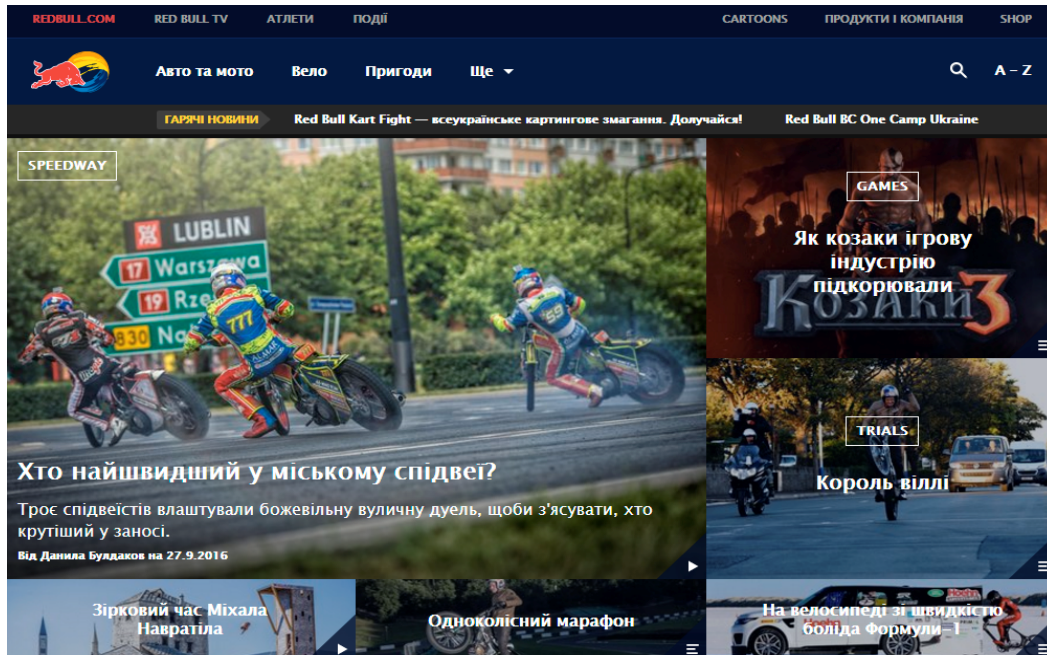 REDBULL.COM RED BULL TV АТЛЕТИ ПОДІЇ CARTOONS ПРОДУКТИ І КОМПАНІЯ SHOP
Авто та мото Вело Пригоди Ще A – Z
ГАРЯЧІ НОВИНИ Red Bull Kart Fight — всеукраїнське картингове змагання. Долучайся! Red Bull BC One Camp Ukraine
SPEEDWAY
LUBLIN
17 Warszawa
19
830
777
59
Хто найшвидший у міському спідвеї?
Троє спідвеїстів влаштували божевільну вуличну дуель, щоби з'ясувати, хто
крутіший у заносі.
Від Данила Булдаков на 27.9.2016
GAMES
Як козаки ігрову
індустрію
підкорювали
Козаки 3
TRIALS
Король віллі
Зірковий час Міхала
Навратіла
Одноколісний марафон
На велосипеді зі швидкістю
боліда Формули–1